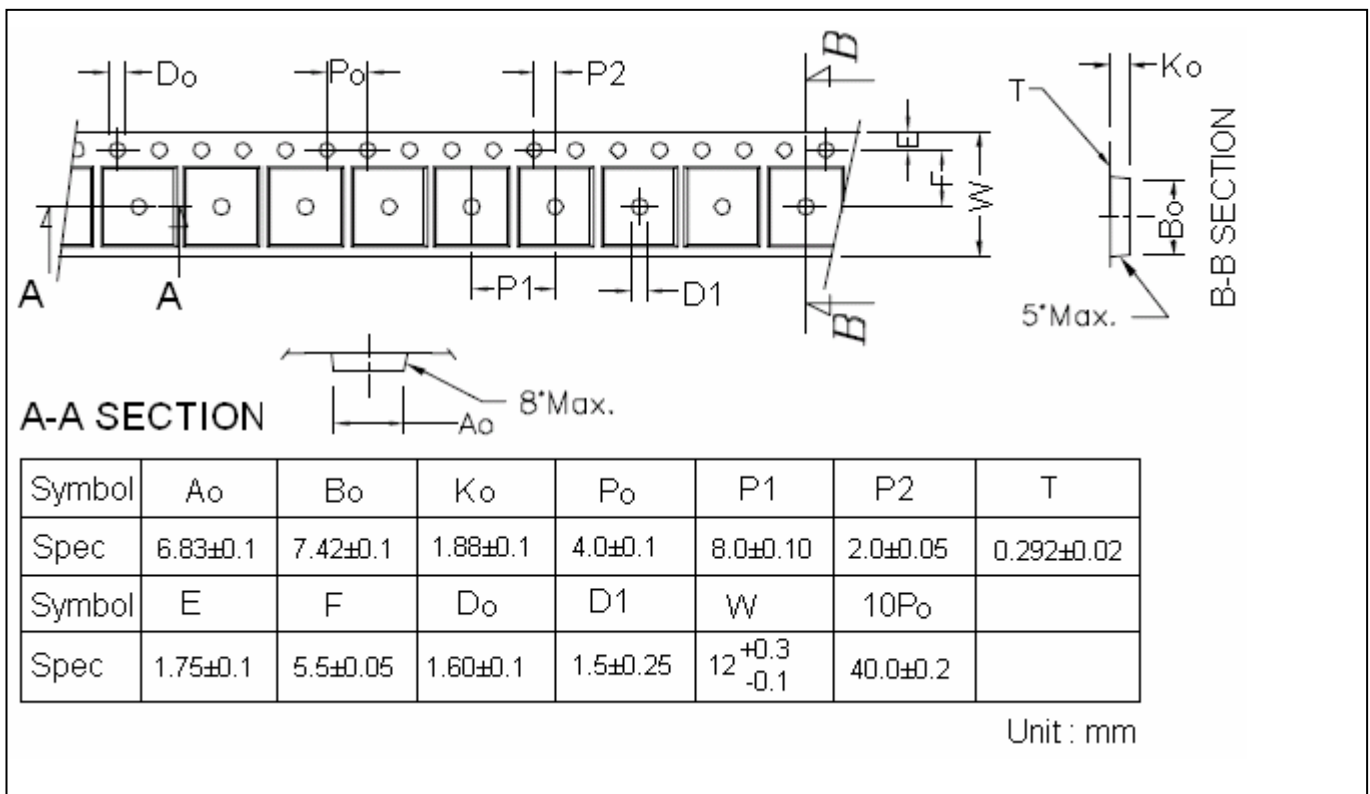 Do
Po
P2
B
Ko
T
E
F
W
Bo
B-B SECTION
A
A
P1
D1
B
5°Max.
8°Max.
A-A SECTION
Ao
Symbol Ao Bo Ko Po P1 P2 T
Spec 6.83±0.1 7.42±0.1 1.88±0.1 4.0±0.1 8.0±0.10 2.0±0.05 0.292±0.02
Symbol E F Do D1 W 10Po
Spec 1.75±0.1 5.5±0.05 1.60±0.1 1.5±0.25 12 +0.3 -0.1 40.0±0.2
Unit : mm